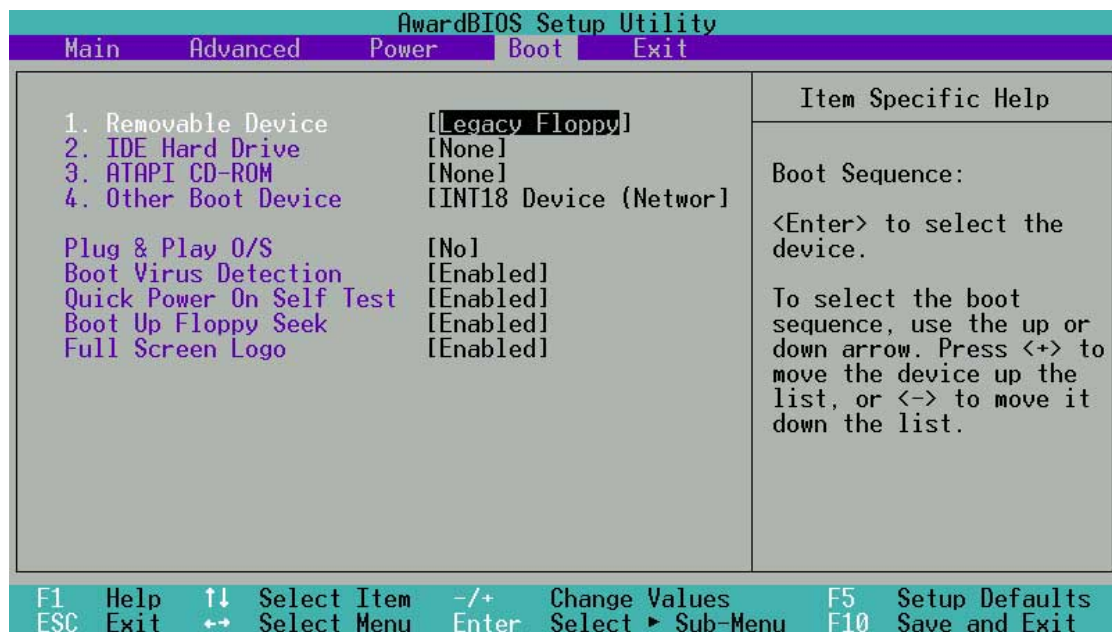 AwardBIOS Setup Utility
Main Advanced Power Boot Exit
1. Removable Device [Legacy Floppy]
2. IDE Hard Drive [None]
3. ATAPI CD-ROM [None]
4. Other Boot Device [INT18 Device (Networ]
Plug & Play O/S [No]
Boot Virus Detection [Enabled]
Quick Power On Self Test [Enabled]
Boot Up Floppy Seek [Enabled]
Full Screen Logo [Enabled]
Item Specific Help
Boot Sequence:
<Enter> to select the
device.
To select the boot
sequence, use the up or
down arrow. Press <+> to
move the device up the
list, or <-> to move it
down the list.
F1 Help ↑↓ Select Item -/+ Change Values F5 Setup Defaults
ESC Exit ←→ Select Menu Enter Select ► Sub-Menu F10 Save and Exit